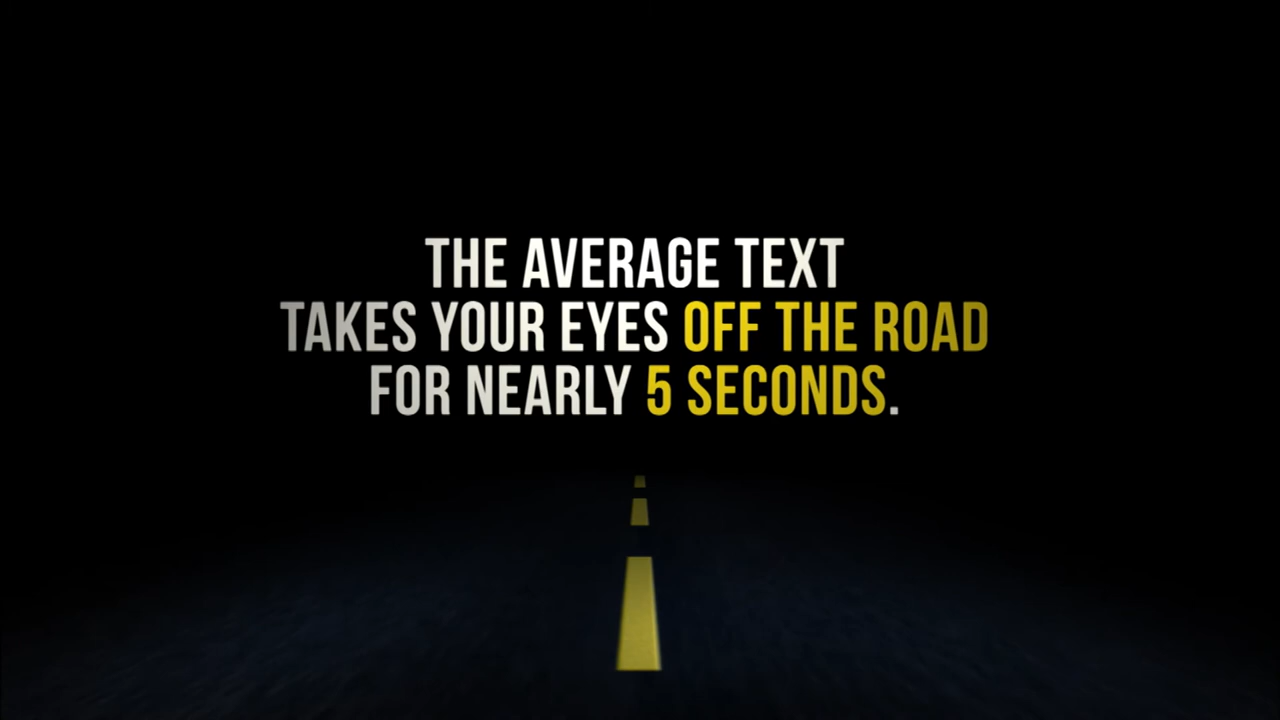 THE AVERAGE TEXT
TAKES YOUR EYES OFF THE ROAD
FOR NEARLY 5 SECONDS.